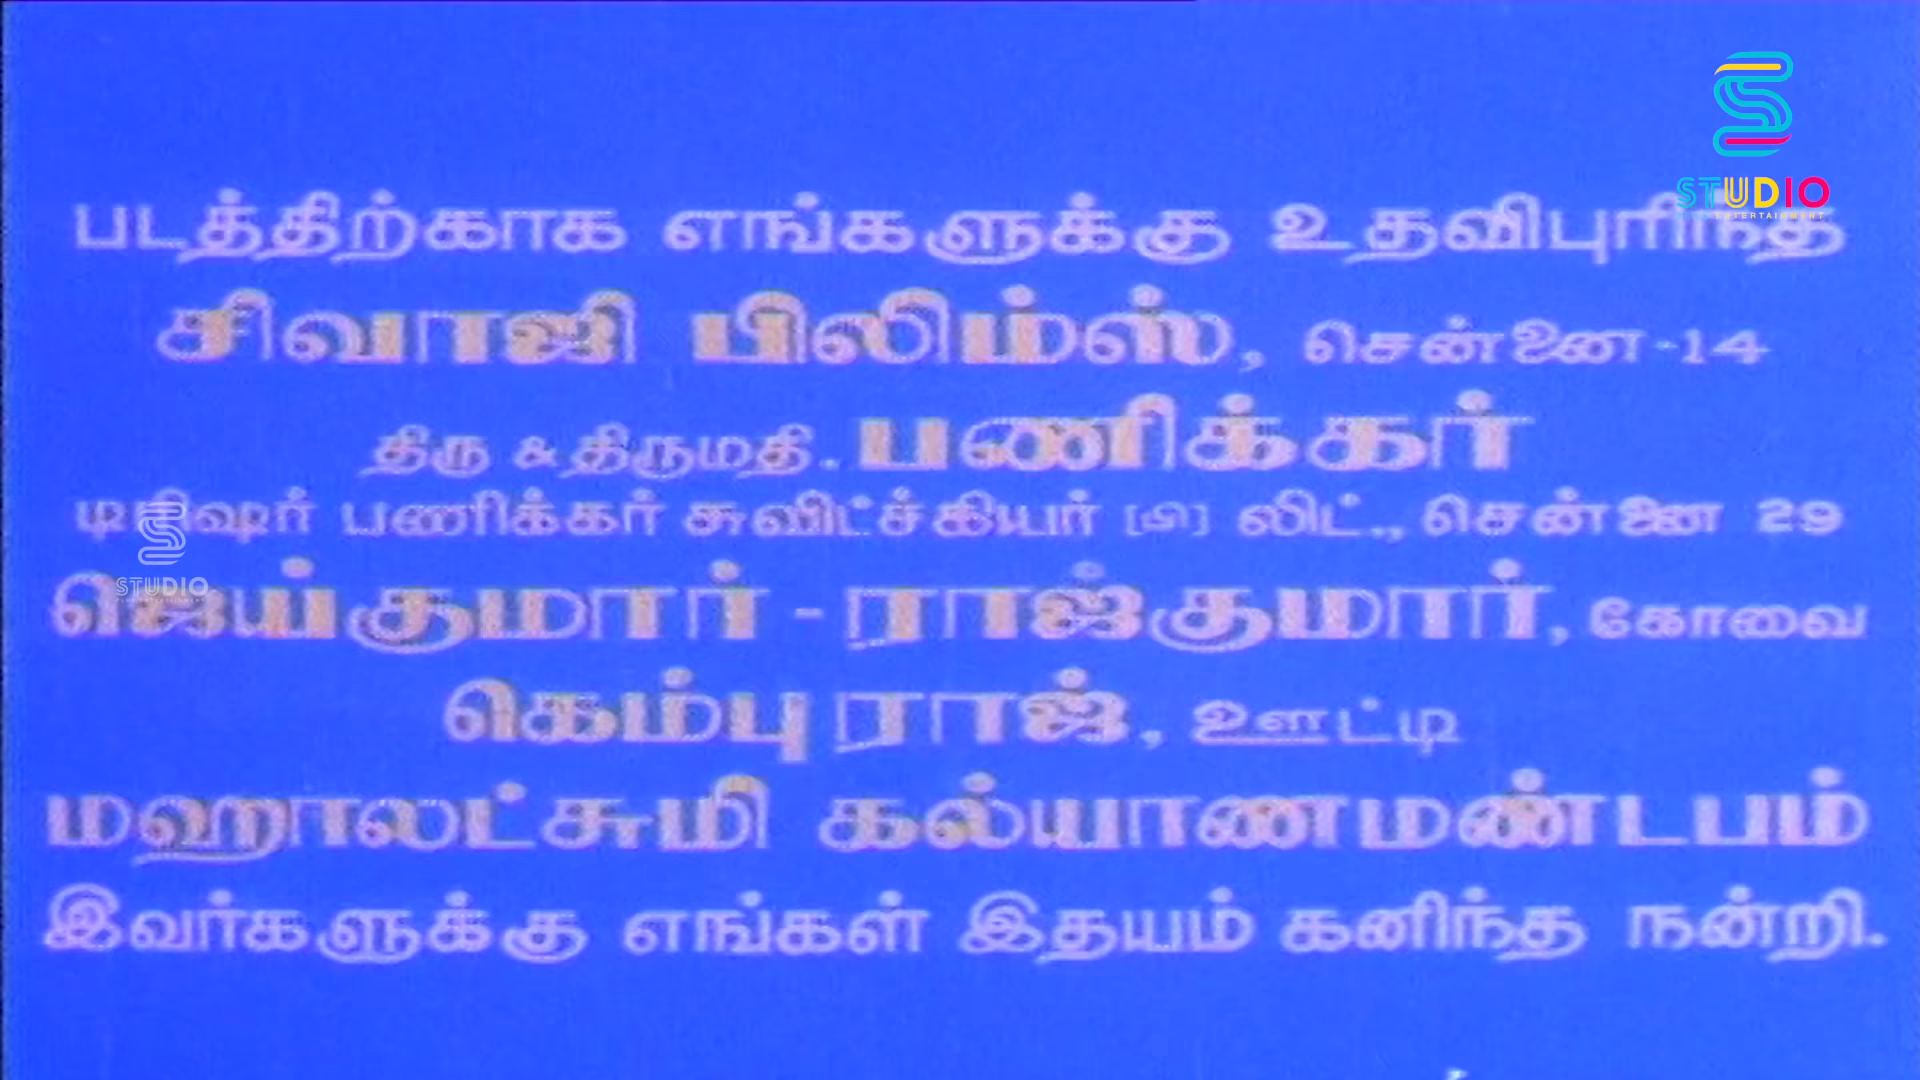 STUDIO
ENTERTAINMENT
படத்திற்காக எங்களுக்கு உதவிபுரிந்த
சிவாஜி பிலிம்ஸ், சென்னை-14
திரு & திருமதி. பணிக்கர்
பணிக்கர் சுவிட்ச்கியர் [பி] லிட்., சென்னை 29
STUDIO
ஜெய்குமார் - ராஜ்குமார், கோவை
கெம்பு ராஜ், ஊட்டி
மஹாலட்சுமி கல்யாணமண்டபம்
இவர்களுக்கு எங்கள் இதயம் கனிந்த நன்றி.